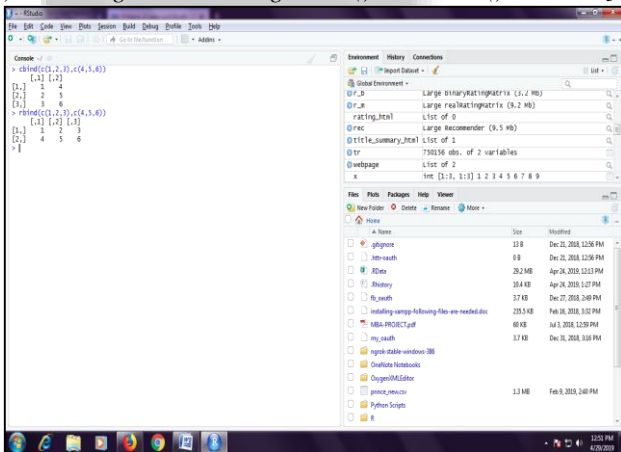 ~ - RStudio
File Edit Code View Plots Session Build Debug Profile Tools Help
Go to file/function Addins
Console ~/
> cbind(c(1,2,3),c(4,5,6))
[,1] [,2]
[1,] 1 4
[2,] 2 5
[3,] 3 6
> rbind(c(1,2,3),c(4,5,6))
[,1] [,2] [,3]
[1,] 1 2 3
[2,] 4 5 6
>
Environment History Connections
Import Dataset List
Global Environment
r_b Large binaryRatingMatrix (3.2 Mb)
r_m Large realRatingMatrix (9.2 Mb)
rating_html List of 0
rec Large Recommender (9.5 Mb)
title_summary_html List of 1
tr 750156 obs. of 2 variables
webpage List of 2
x int [1:3, 1:3] 1 2 3 4 5 6 7 8 9
Files Plots Packages Help Viewer
New Folder Delete Rename More
Home
Name Size Modified
.gitignore 13 B Dec 21, 2018, 12:56 PM
.httr-oauth 0 B Dec 21, 2018, 12:56 PM
.RData 29.2 MB Apr 24, 2019, 12:13 PM
.Rhistory 10.4 KB Apr 24, 2019, 1:27 PM
fb_oauth 3.7 KB Dec 27, 2018, 2:49 PM
installing-xampp-following-files-are-needed.doc 235.5 KB Feb 18, 2018, 3:32 PM
MBA-PROJECT.pdf 60 KB Jul 3, 2018, 12:59 PM
my_oauth 3.7 KB Dec 31, 2018, 3:16 PM
ngrok-stable-windows-386
OneNote Notebooks
OxygenXMLEditor
prince_new.csv 1.3 MB Feb 9, 2019, 2:40 PM
Python Scripts
R
12:51 PM
4/29/2019